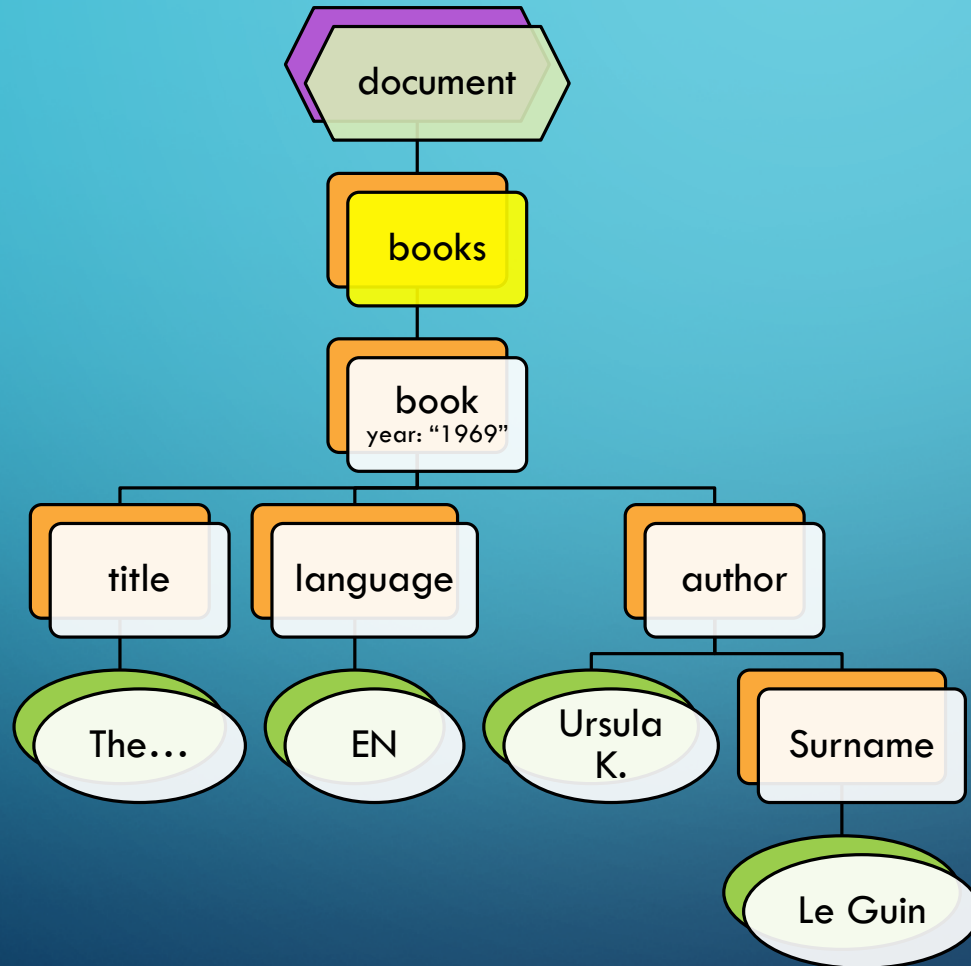 document
books
book
year: “1969”
title
language
author
The…
EN
Ursula
K.
Surname
Le Guin